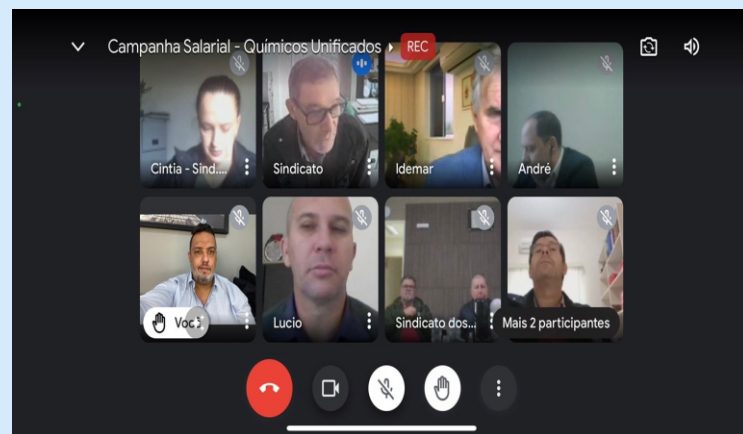 Campanha Salarial - Químicos Unificados
REC
Cintia - Sind....
Sindicato
Idemar
André
Você
Lucio
Sindicato dos...
Mais 2 participantes